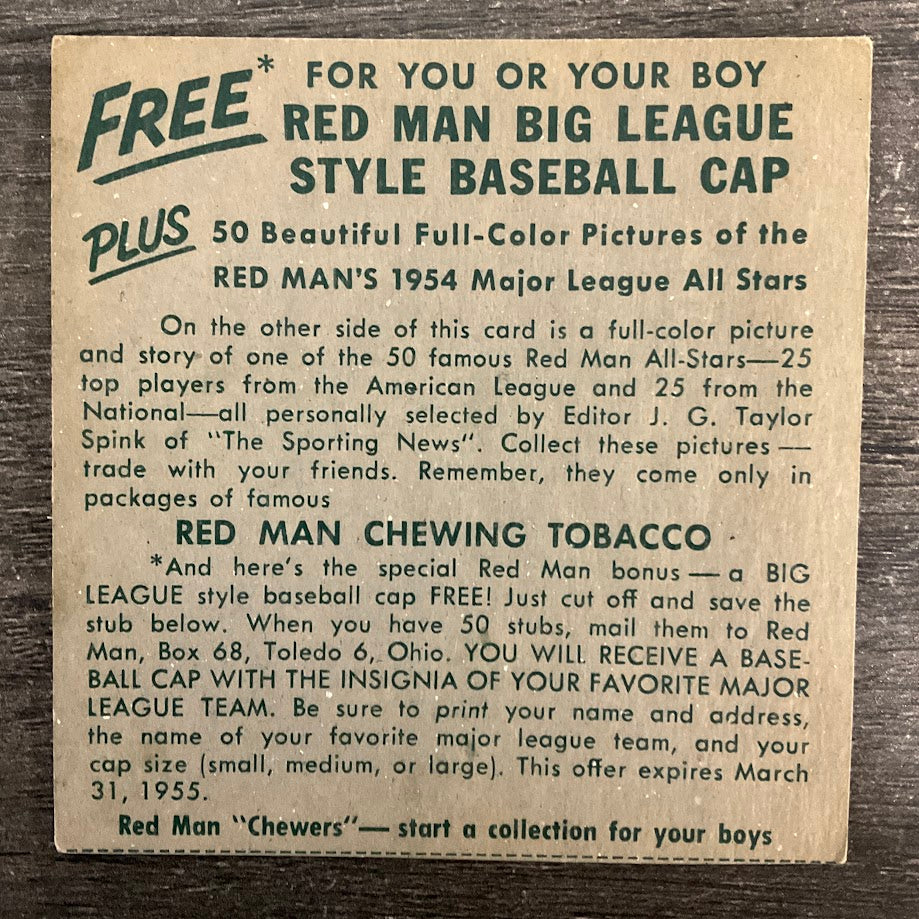 FREE* FOR YOU OR YOUR BOY
RED MAN BIG LEAGUE
STYLE BASEBALL CAP
PLUS 50 Beautiful Full-Color Pictures of the
RED MAN'S 1954 Major League All Stars
On the other side of this card is a full-color picture
and story of one of the 50 famous Red Man All-Stars—25
top players from the American League and 25 from the
National—all personally selected by Editor J. G. Taylor
Spink of "The Sporting News". Collect these pictures —
trade with your friends. Remember, they come only in
packages of famous
RED MAN CHEWING TOBACCO
*And here's the special Red Man bonus — a BIG
LEAGUE style baseball cap FREE! Just cut off and save the
stub below. When you have 50 stubs, mail them to Red
Man, Box 68, Toledo 6, Ohio. YOU WILL RECEIVE A BASE-
BALL CAP WITH THE INSIGNIA OF YOUR FAVORITE MAJOR
LEAGUE TEAM. Be sure to print your name and address,
the name of your favorite major league team, and your
cap size (small, medium, or large). This offer expires March
31, 1955.
Red Man "Chewers"— start a collection for your boys